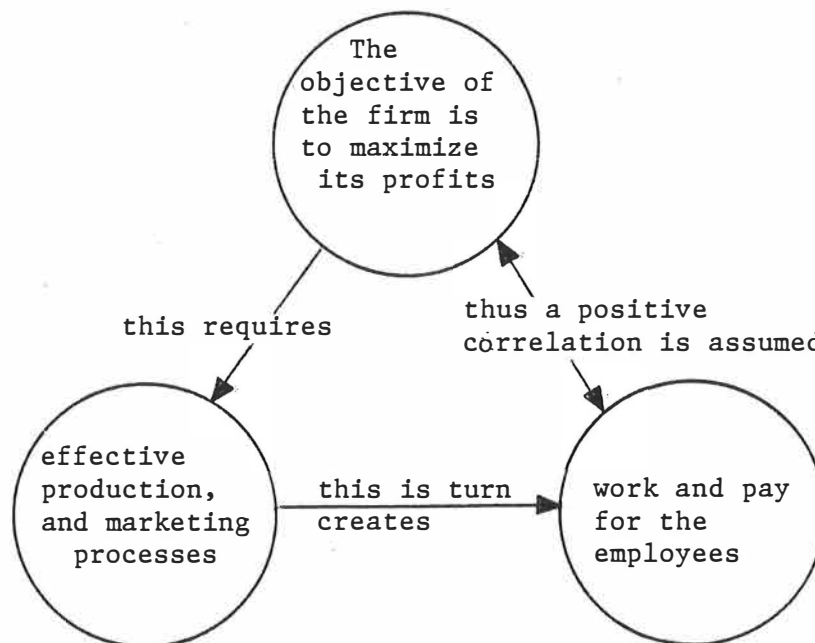 The
objective of
the firm is
to maximize
its profits
this requires
thus a positive
correlation is assumed
effective
production,
and marketing
processes
this is turn
creates
work and pay
for the
employees